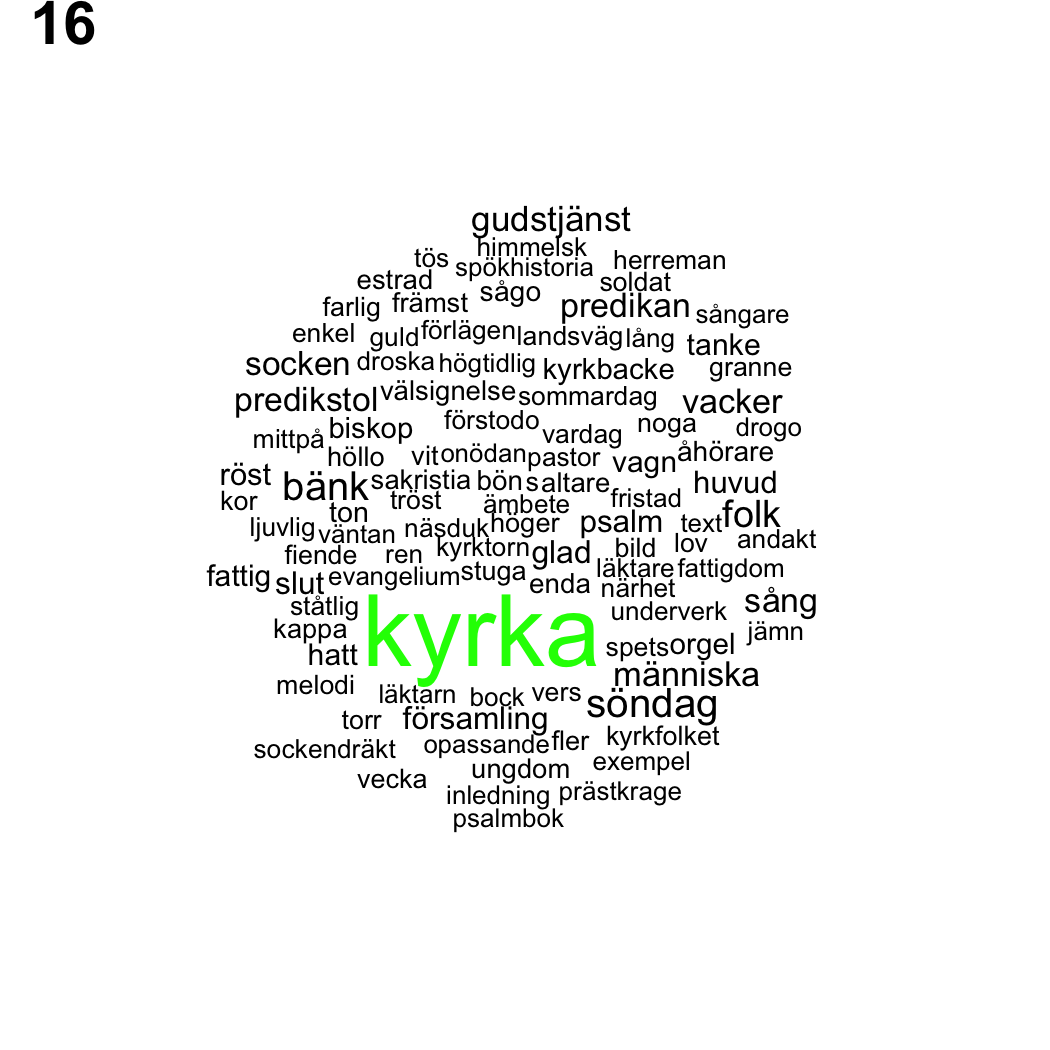 16
gudstjänst
himmelsk
tös spökhistoria herreman
estrad sågo soldat
farlig främst predikan sångare
enkel guld förlägen landsväg lång tanke
socken droska högtidlig kyrkbacke granne
predikstol välsignelse sommardag vacker
mittpå biskop förstodo vardag noga drogo
höllo vit onödan pastor vagn åhörare
röst bänk sakristia bön saltare huvud
kor tröst ämbete fristad
ljuvlig ton väntan näsduk höger psalm text folk
fiende ren kyrktorn glad bild lov andakt
fattig slut evangelium stuga enda läktare fattigdom
närhet
ståtlig kyrka underverk sång
kappa jämn
hatt spets orgel
melodi läktarn bock vers människa
torr församling söndag
sockendräkt opassande fler kyrkfolket
vecka ungdom exempel
inledning prästkrage
psalmbok